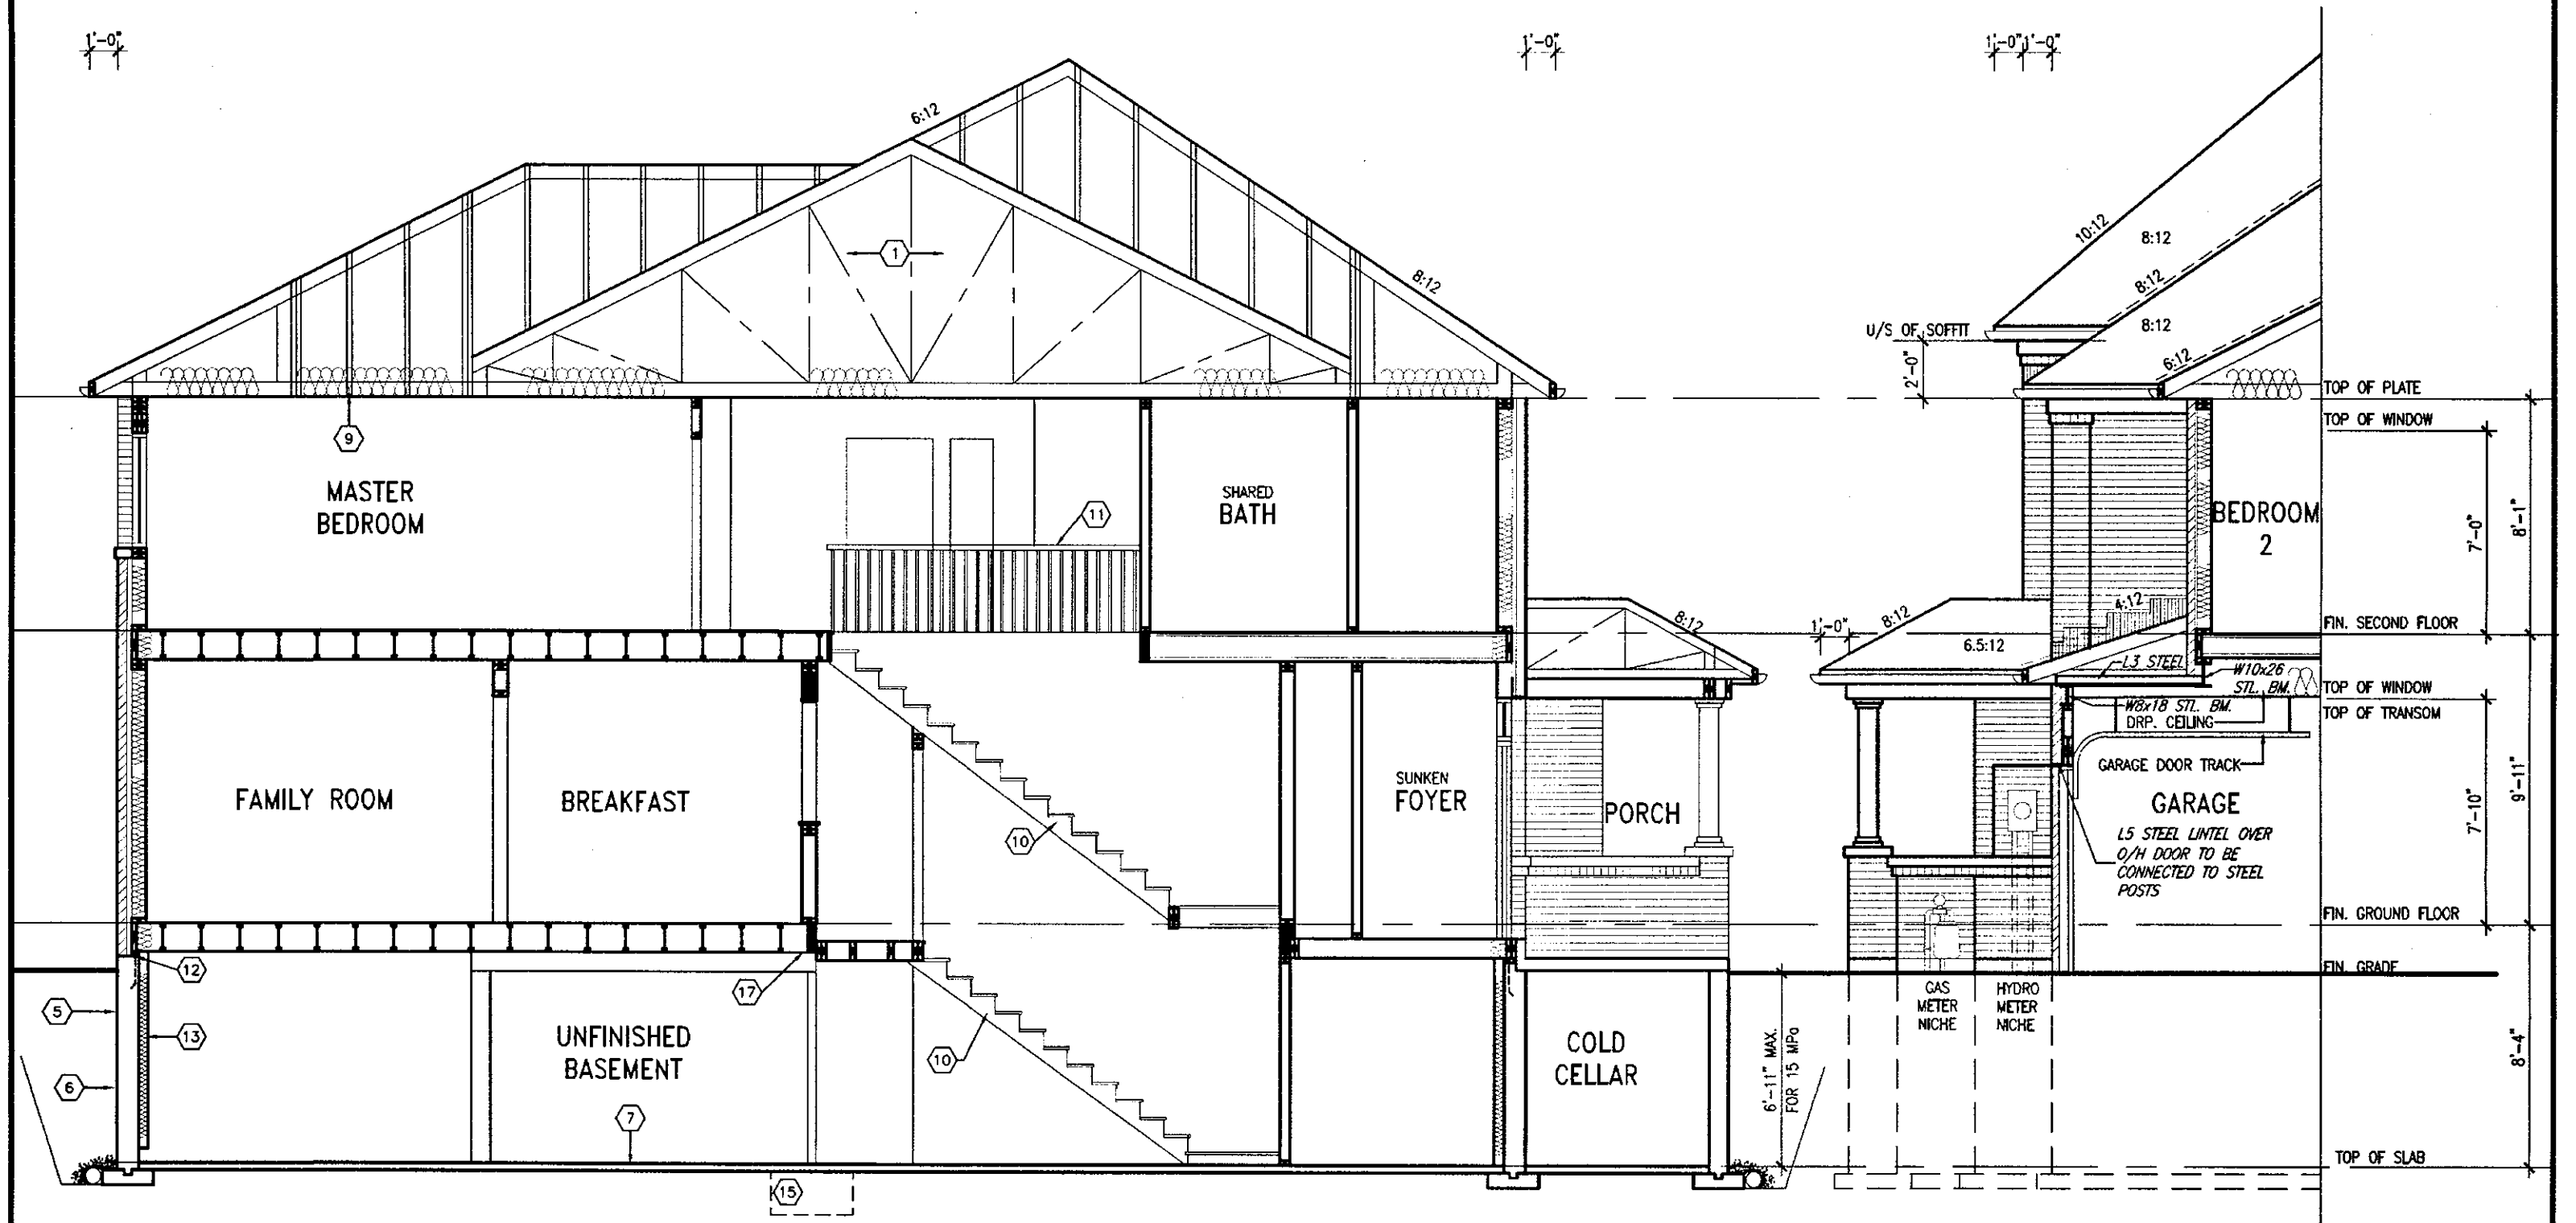 1'-0"
1'-0"
1'-0"
1'-0"
6:12
1
8:12
10:12
8:12
8:12
8:12
6:12
U/S OF SOFFIT
2'-0"
TOP OF PLATE
TOP OF WINDOW
9
MASTER
BEDROOM
11
SHARED
BATH
BEDROOM
2
7'-0"
8'-1"
FIN. SECOND FLOOR
8:12
1'-0"
8:12
6.5:12
4:12
L3 STEEL
W10x26
STL. BM.
W8x18 STL. BM.
DRP. CEILING
TOP OF WINDOW
TOP OF TRANSOM
GARAGE DOOR TRACK
GARAGE
L5 STEEL LINTEL OVER
O/H DOOR TO BE
CONNECTED TO STEEL
POSTS
7'-10"
9'-11"
FAMILY ROOM
BREAKFAST
10
SUNKEN
FOYER
PORCH
FIN. GROUND FLOOR
FIN. GRADE
12
17
5
13
6
UNFINISHED
BASEMENT
7
10
COLD
CELLAR
6'-11" MAX.
FOR 15 MPa
GAS
METER
NICHE
HYDRO
METER
NICHE
8'-4"
TOP OF SLAB
15